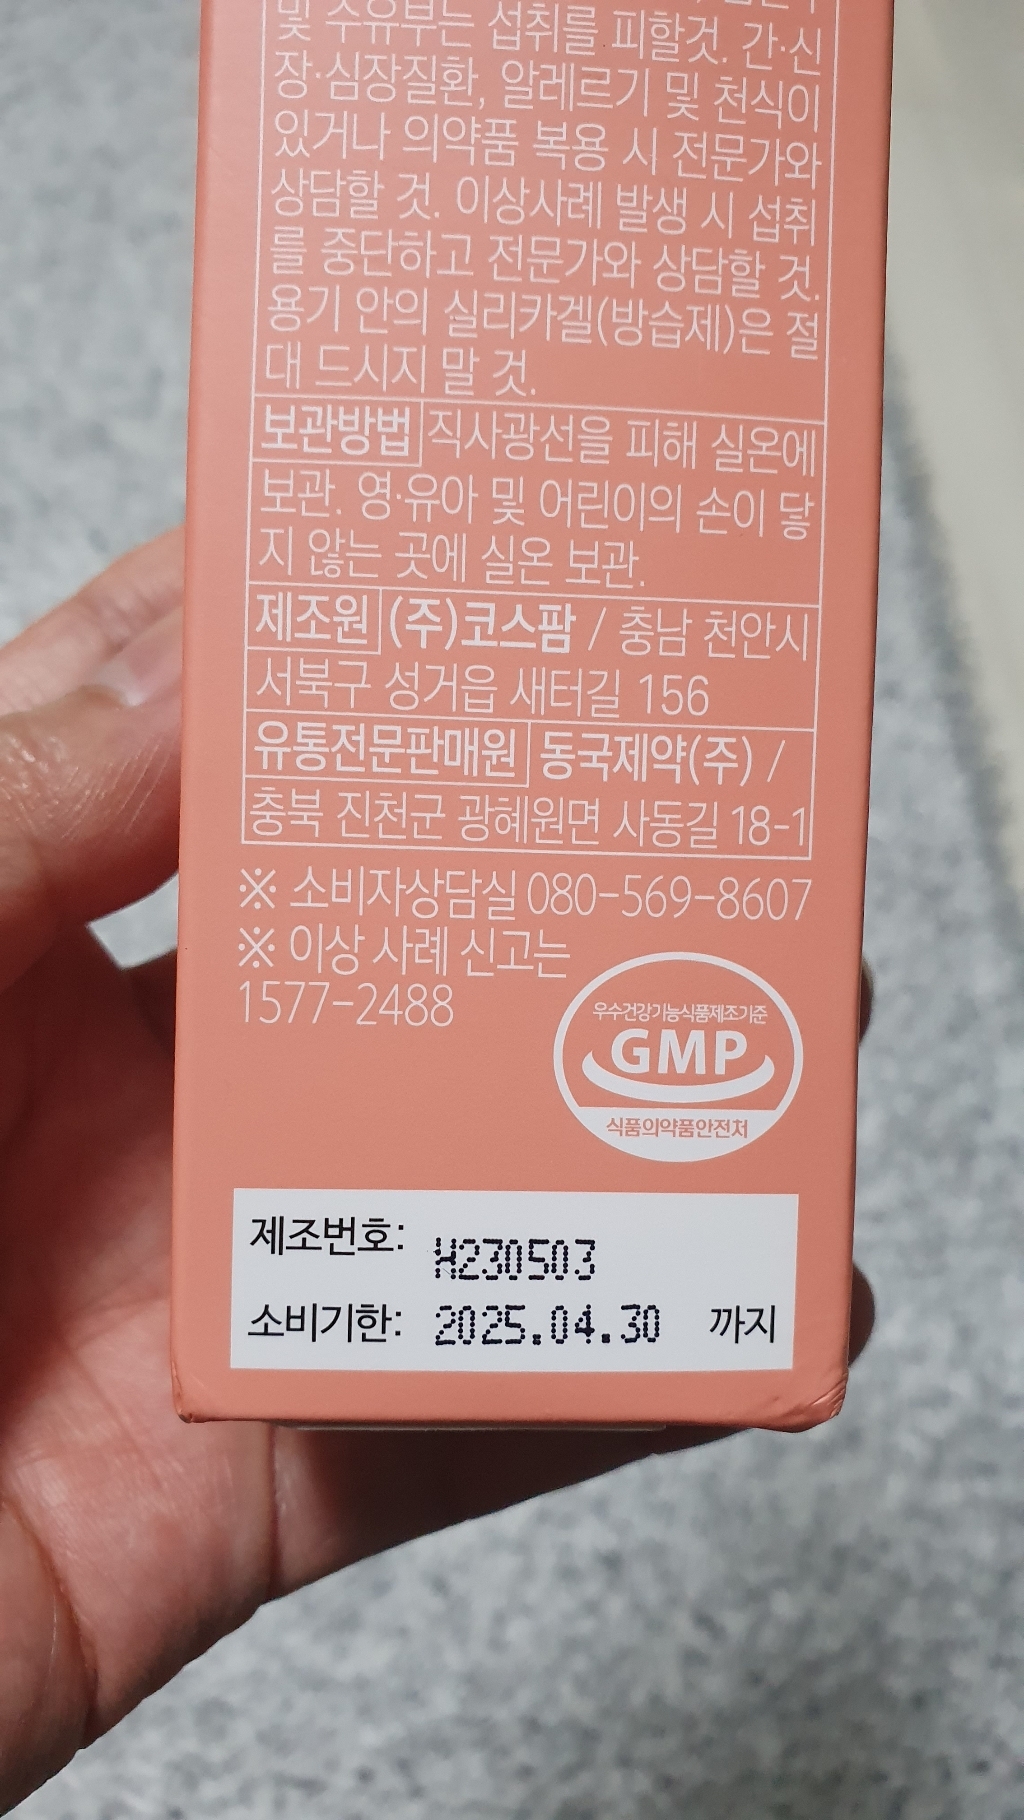 및 수유부는 섭취를 피할것. 간·신
장·심장질환, 알레르기 및 천식이
있거나 의약품 복용 시 전문가와
상담할 것. 이상사례 발생 시 섭취
를 중단하고 전문가와 상담할 것.
용기 안의 실리카겔(방습제)은 절
대 드시지 말 것.
보관방법 직사광선을 피해 실온에
보관. 영·유아 및 어린이의 손이 닿
지 않는 곳에 실온 보관.
제조원 (주)코스팜 / 충남 천안시
서북구 성거읍 새터길 156
유통전문판매원 동국제약(주) /
충북 진천군 광혜원면 사동길 18-1
※ 소비자상담실 080-569-8607
※ 이상 사례 신고는
1577-2488
우수건강기능식품제조기준
GMP
식품의약품안전처
제조번호: H230503
소비기한: 2025.04.30 까지